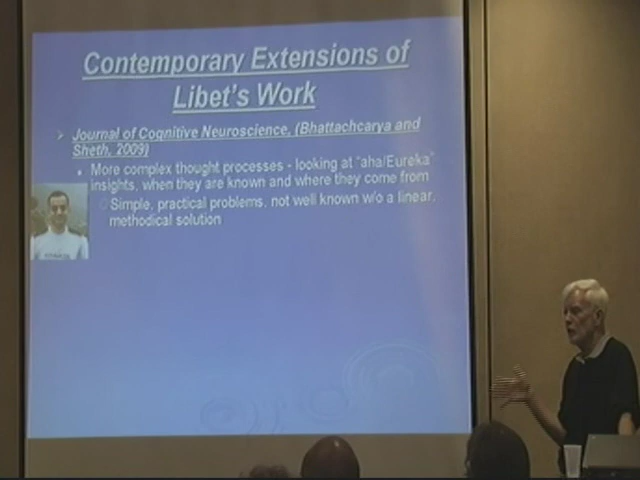 Contemporary Extensions of
Libet's Work
Journal of Cognitive Neuroscience, (Bhattachcarya and
Sheth, 2009)
More complex thought processes - looking at "aha/Eureka"
insights, when they are known and where they come from
Simple, practical problems, not well known w/o a linear,
methodical solution